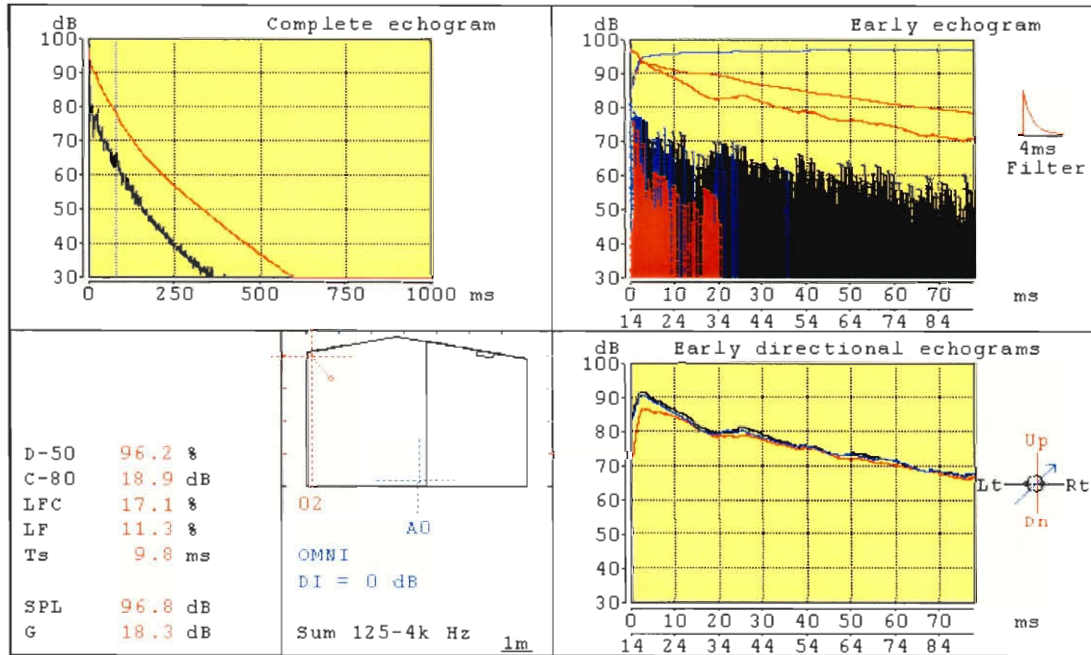 dB Complete echogram
100
90
80
70
60
50
40
30
0 250 500 750 1000 ms
dB Early echogram
100
90
80
70
60
50
40
30
0 10 20 30 40 50 60 70 ms
14 24 34 44 54 64 74 84
4ms
Filter
D-50 96.2 %
C-80 18.9 dB
LFC 17.1 %
LF 11.3 %
Ts 9.8 ms
SPL 96.8 dB
G 18.3 dB
02
A0
OMNI
DI = 0 dB
Sum 125-4k Hz 1m
dB Early directional echograms
100
90
80
70
60
50
40
30
0 10 20 30 40 50 60 70 ms
14 24 34 44 54 64 74 84
Up
Lt Rt
Dn